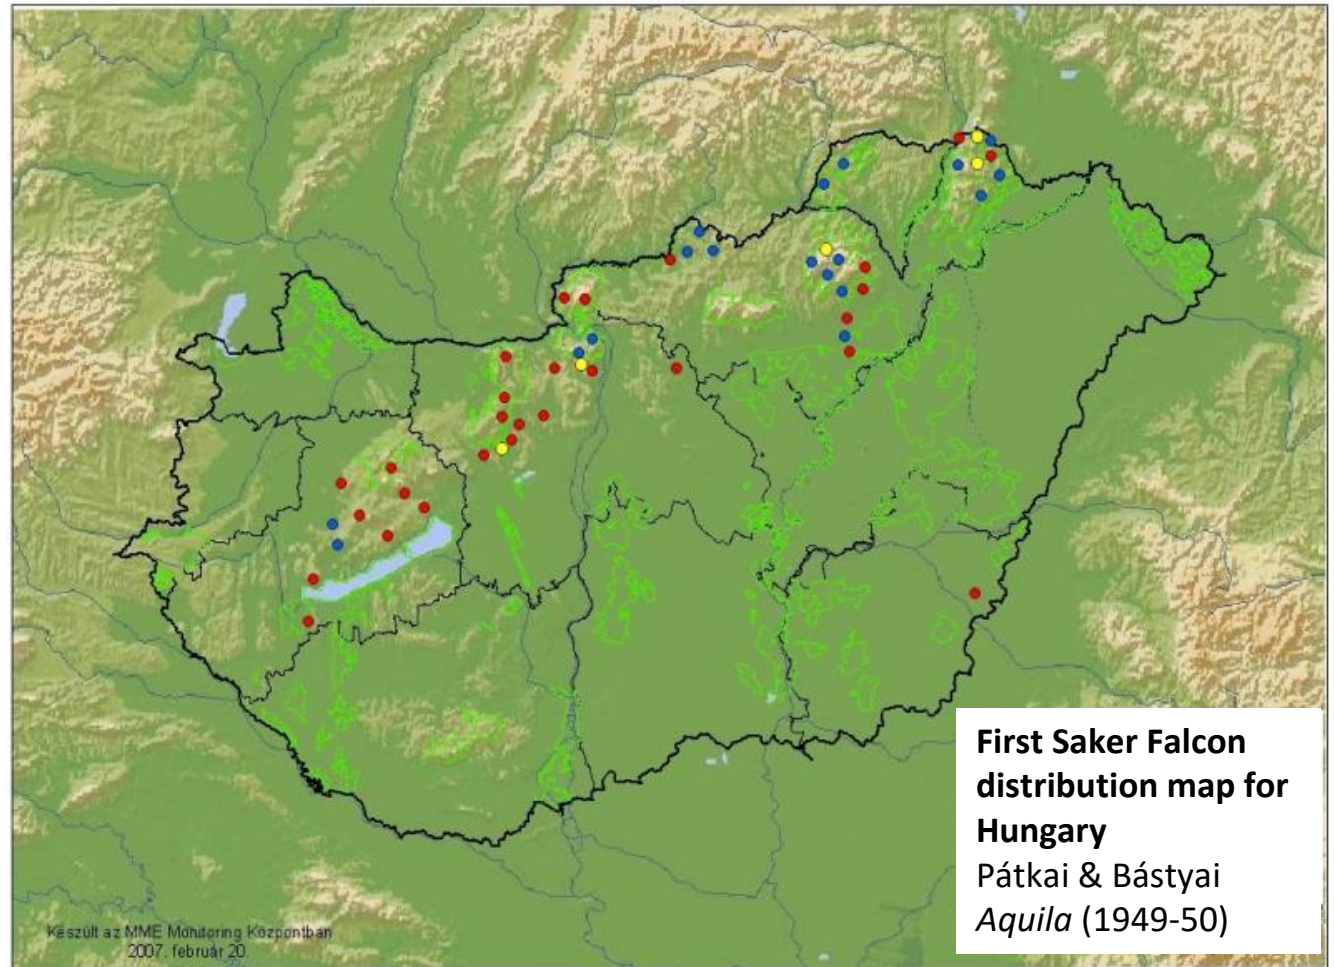 First Saker Falcon
distribution map for
Hungary
Pátkai & Bástyai
Aquila (1949-50)
Készült az MME Monitoring Központban
2007. február 20.